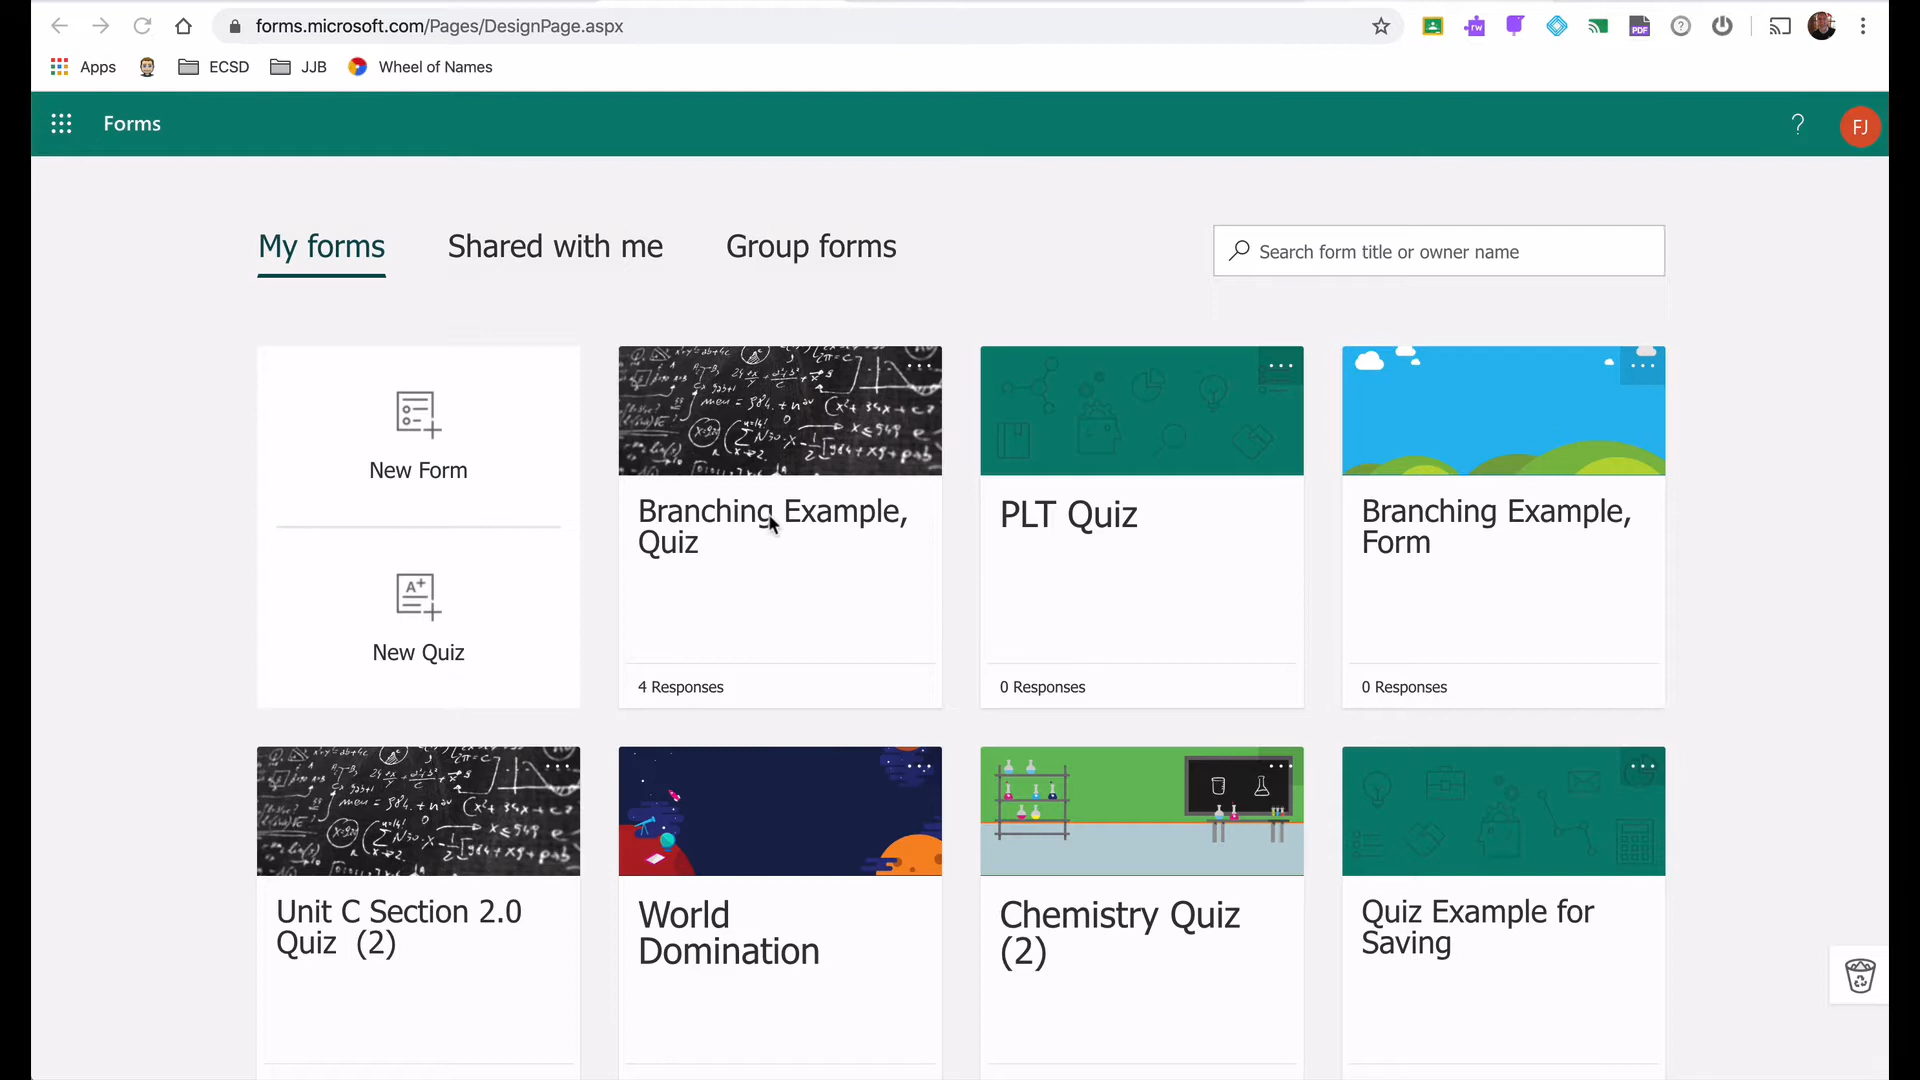 forms.microsoft.com/Pages/DesignPage.aspx
Apps
ECSD
JJB
Wheel of Names
Forms
?
FJ
My forms
Shared with me
Group forms
Search form title or owner name
New Form
New Quiz
Branching Example,
Quiz
4 Responses
PLT Quiz
0 Responses
Branching Example,
Form
0 Responses
Unit C Section 2.0
Quiz (2)
World
Domination
Chemistry Quiz
(2)
Quiz Example for
Saving